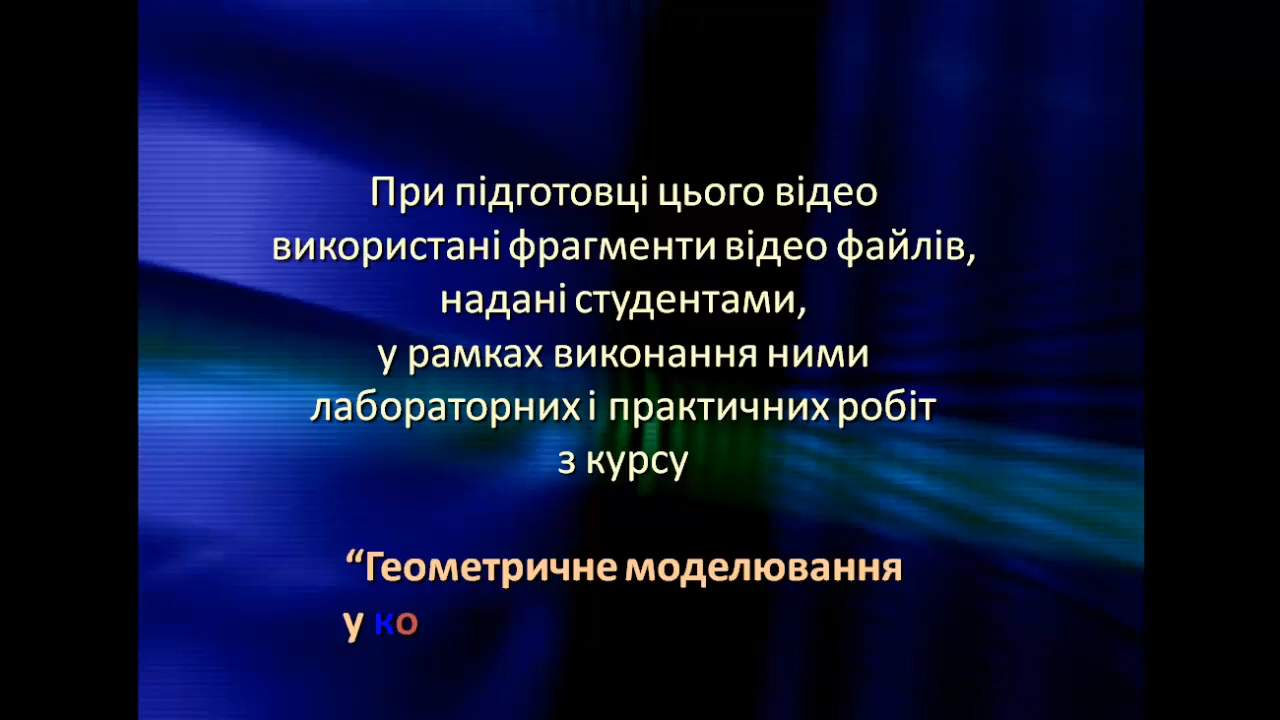 При підготовці цього відео
використані фрагменти відео файлів,
надані студентами,
у рамках виконання ними
лабораторних і практичних робіт
з курсу
“Геометричне моделювання
у ко